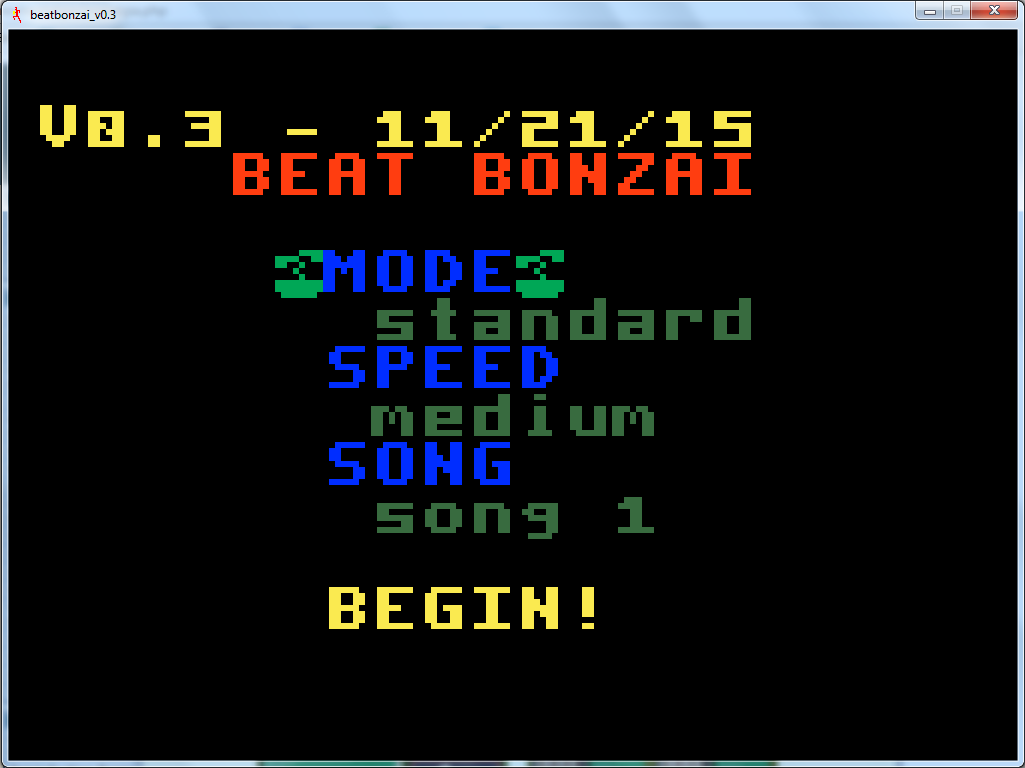 beatbonzai_v0.3
V0.3 - 11/21/15
BEAT BONZAI
MODE
standard
SPEED
medium
SONG
song 1
BEGIN!